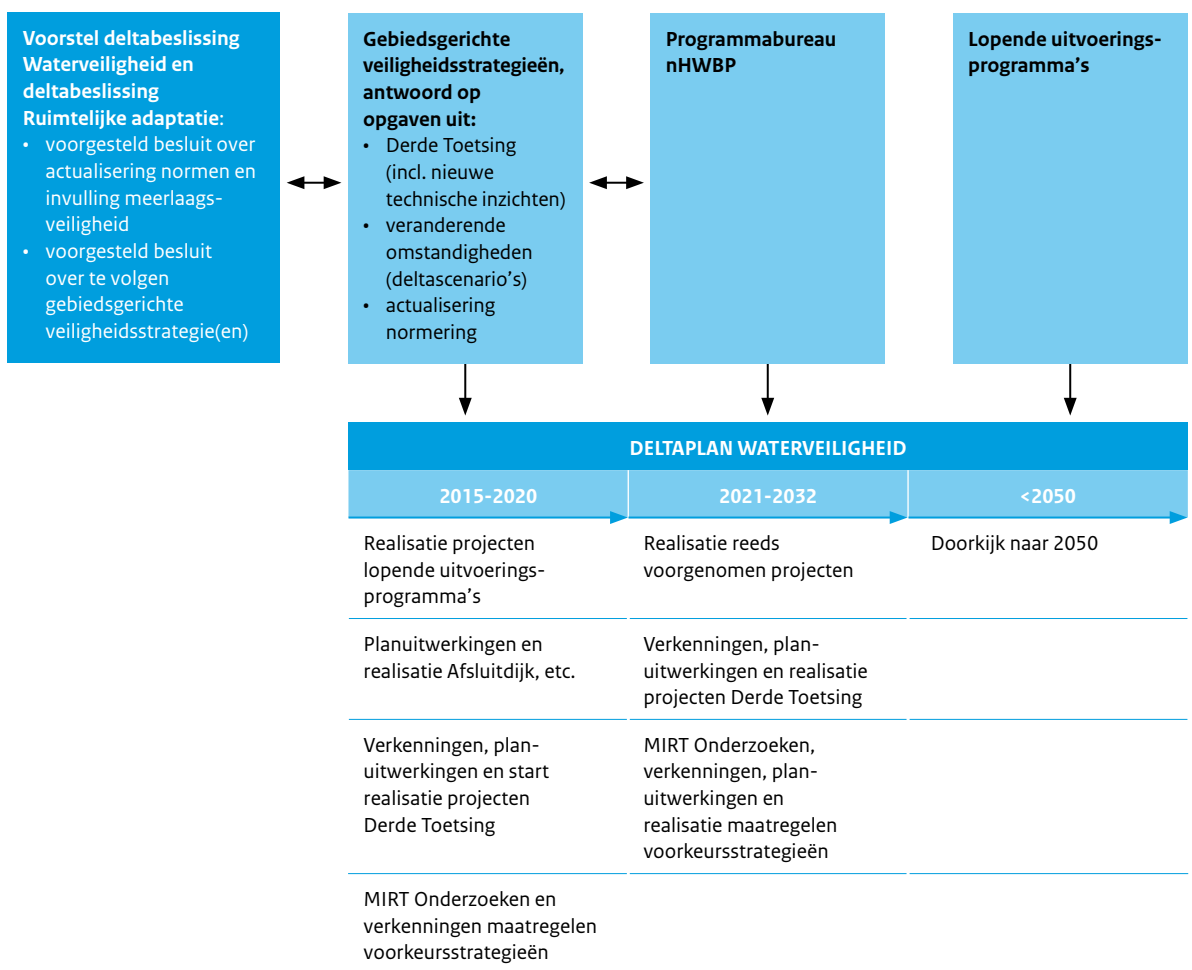 Voorstel deltabeslissing
Waterveiligheid en
deltabeslissing
Ruimtelijke adaptatie:
• voorgesteld besluit over
actualisering normen en
invulling meerlaags-
veiligheid
• voorgesteld besluit
over te volgen
gebiedsgerichte
veiligheidsstrategie(en)
Gebiedsgerichte
veiligheidsstrategieën,
antwoord op
opgaven uit:
• Derde Toetsing
(incl. nieuwe
technische inzichten)
• veranderende
omstandigheden
(deltascenario's)
• actualisering
normering
Programmabureau
nHWBP
Lopende uitvoerings-
programma's
DELTAPLAN WATERVEILIGHEID
2015-2020
2021-2032
<2050
Realisatie projecten
lopende uitvoerings-
programma's
Realisatie reeds
voorgenomen projecten
Doorkijk naar 2050
Planuitwerkingen en
realisatie Afsluitdijk, etc.
Verkenningen, plan-
uitwerkingen en realisatie
projecten Derde Toetsing
Verkenningen, plan-
uitwerkingen en start
realisatie projecten
Derde Toetsing
MIRT Onderzoeken,
verkenningen, plan-
uitwerkingen en
realisatie maatregelen
voorkeursstrategieën
MIRT Onderzoeken en
verkenningen maatregelen
voorkeursstrategieën